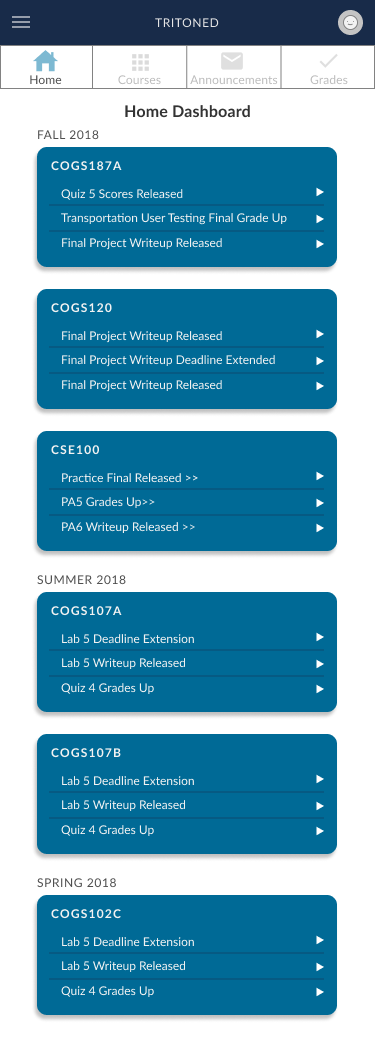 TRITONED
Home
Courses
Announcements
Grades
Home Dashboard
FALL 2018
COGS187A
Quiz 5 Scores Released
Transportation User Testing Final Grade Up
Final Project Writeup Released
COGS120
Final Project Writeup Released
Final Project Writeup Deadline Extended
Final Project Writeup Released
CSE100
Practice Final Released >>
PA5 Grades Up>>
PA6 Writeup Released >>
SUMMER 2018
COGS107A
Lab 5 Deadline Extension
Lab 5 Writeup Released
Quiz 4 Grades Up
COGS107B
Lab 5 Deadline Extension
Lab 5 Writeup Released
Quiz 4 Grades Up
SPRING 2018
COGS102C
Lab 5 Deadline Extension
Lab 5 Writeup Released
Quiz 4 Grades Up